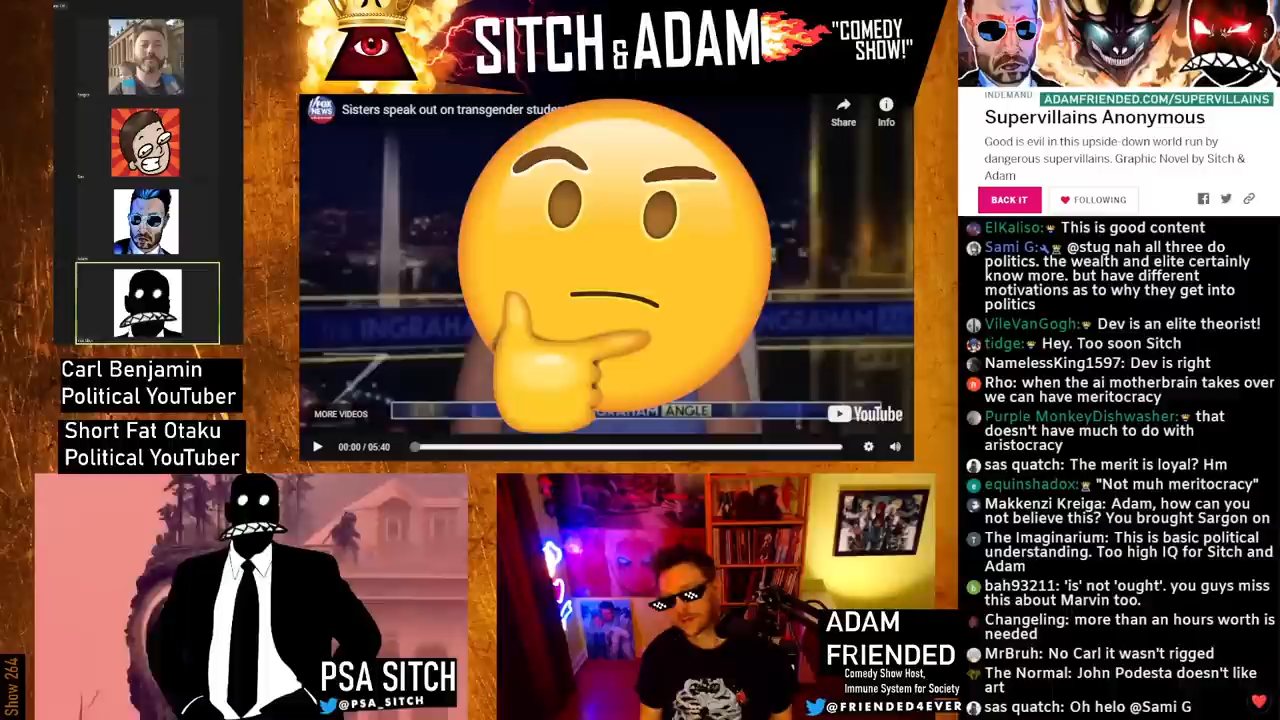 SITCH & ADAM
"COMEDY
SHOW!"
FOX
NEWS
Sisters speak out on transgender stude
Share
Info
INGRAHA
INGRAHAM
INGRAHAM ANGLE
MORE VIDEOS
YouTube
00:00 / 05:40
Carl Benjamin
Political YouTuber
Short Fat Otaku
Political YouTuber
Show 264
PSA SITCH
@PSA_SITCH
ADAM
FRIENDED
Comedy Show Host,
Immune System for Society
@FRIENDED4EVER
INDEMAND
ADAMFRIENDED.COM/SUPERVILLAINS
Supervillains Anonymous
Good is evil in this upside-down world run by
dangerous supervillains. Graphic Novel by Sitch &
Adam
BACK IT
FOLLOWING
ElKaliso: This is good content
Sami G: @stug nah all three do
politics. the wealth and elite certainly
know more. but have different
motivations as to why they get into
politics
VileVanGogh: Dev is an elite theorist!
tidge: Hey. Too soon Sitch
NamelessKing1597: Dev is right
Rho: when the ai motherbrain takes over
we can have meritocracy
Purple MonkeyDishwasher: that
doesn't have much to do with
aristocracy
sas quatch: The merit is loyal? Hm
equinshadox: "Not muh meritocracy"
Makkenzi Kreiga: Adam, how can you
not believe this? You brought Sargon on
The Imaginarium: This is basic political
understanding. Too high IQ for Sitch and
Adam
bah93211: 'is' not 'ought'. you guys miss
this about Marvin too.
Changeling: more than an hours worth is
needed
MrBruh: No Carl it wasn't rigged
The Normal: John Podesta doesn't like
art
sas quatch: Oh helo @Sami G